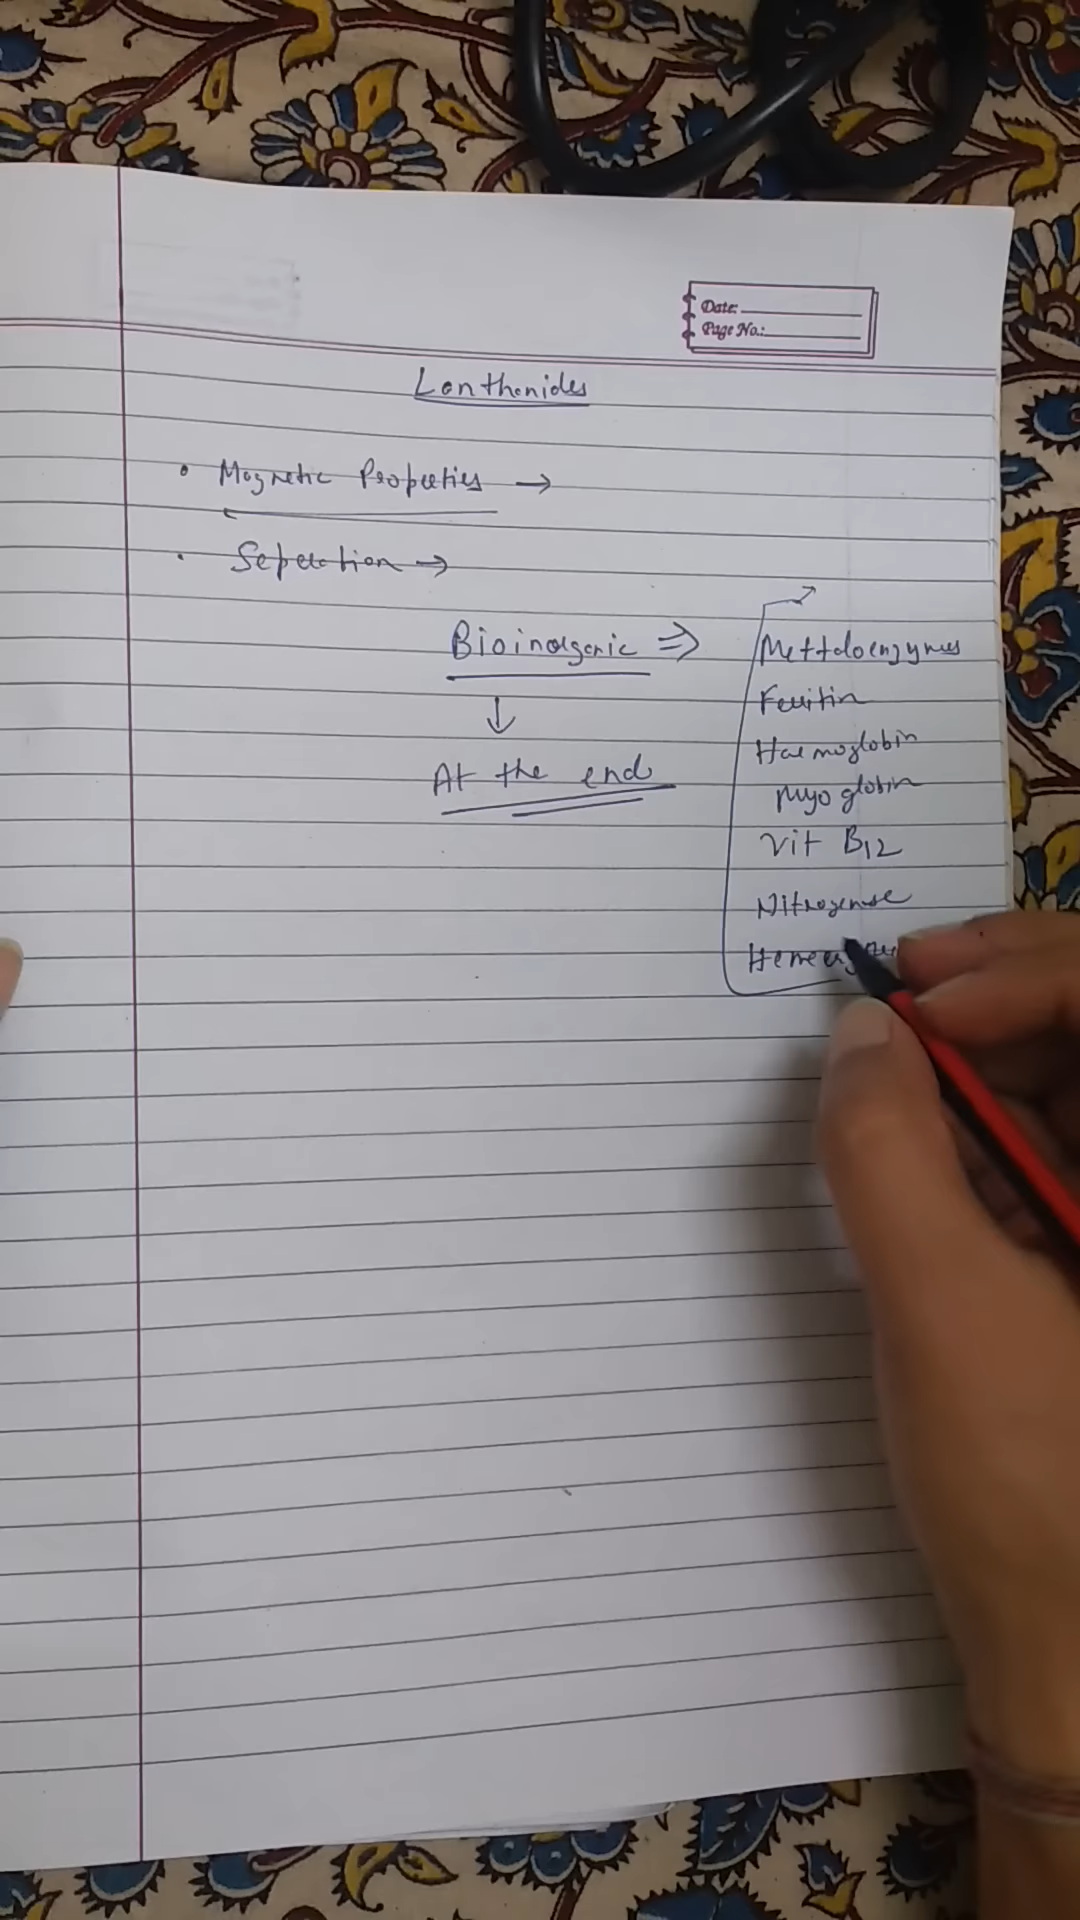 Date:
Page No.:
Lanthanides
• Magnetic Properties →
• Seperation →
Bioinorganic ⇒
↓
At the end
Mettaloenzymes
Ferritin
Haemoglobin
Myoglobin
Vit B12
Nitrogenase